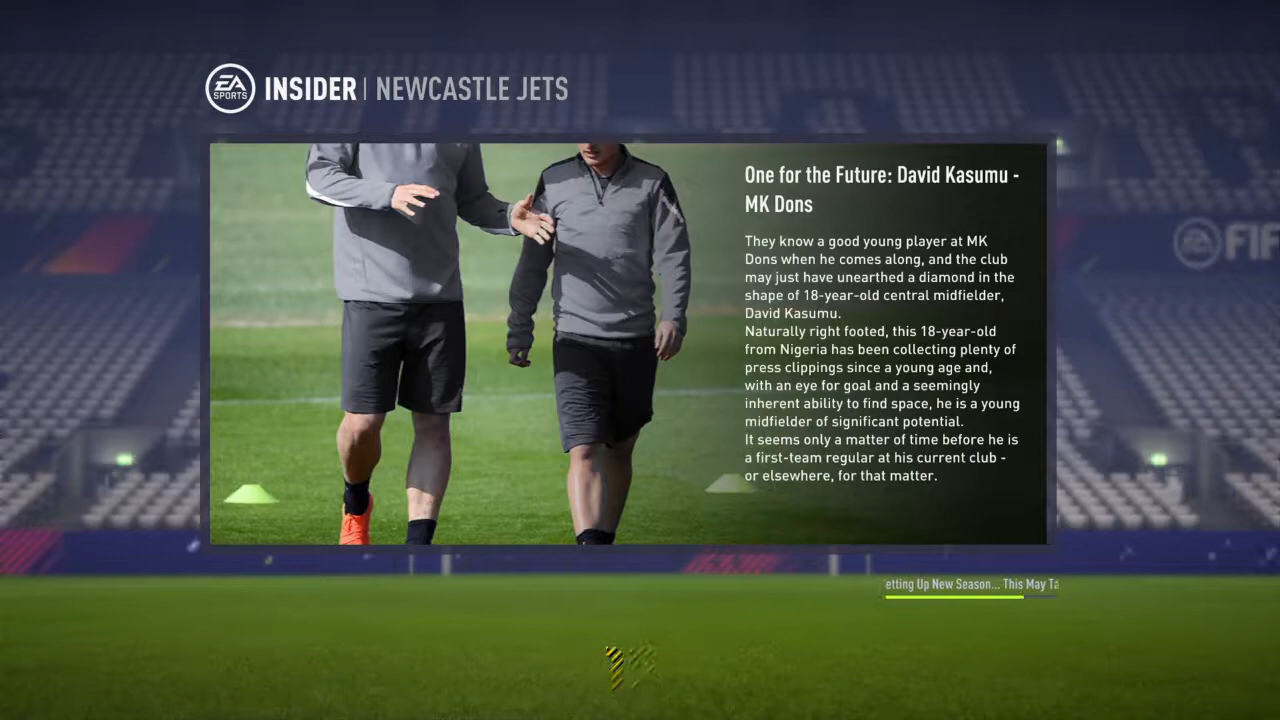 EA SPORTS INSIDER | NEWCASTLE JETS
One for the Future: David Kasumu -
MK Dons
They know a good young player at MK
Dons when he comes along, and the club
may just have unearthed a diamond in the
shape of 18-year-old central midfielder,
David Kasumu.
Naturally right footed, this 18-year-old
from Nigeria has been collecting plenty of
press clippings since a young age and,
with an eye for goal and a seemingly
inherent ability to find space, he is a young
midfielder of significant potential.
It seems only a matter of time before he is
a first-team regular at his current club -
or elsewhere, for that matter.
EA FIF
etting Up New Season... This May Ta
18